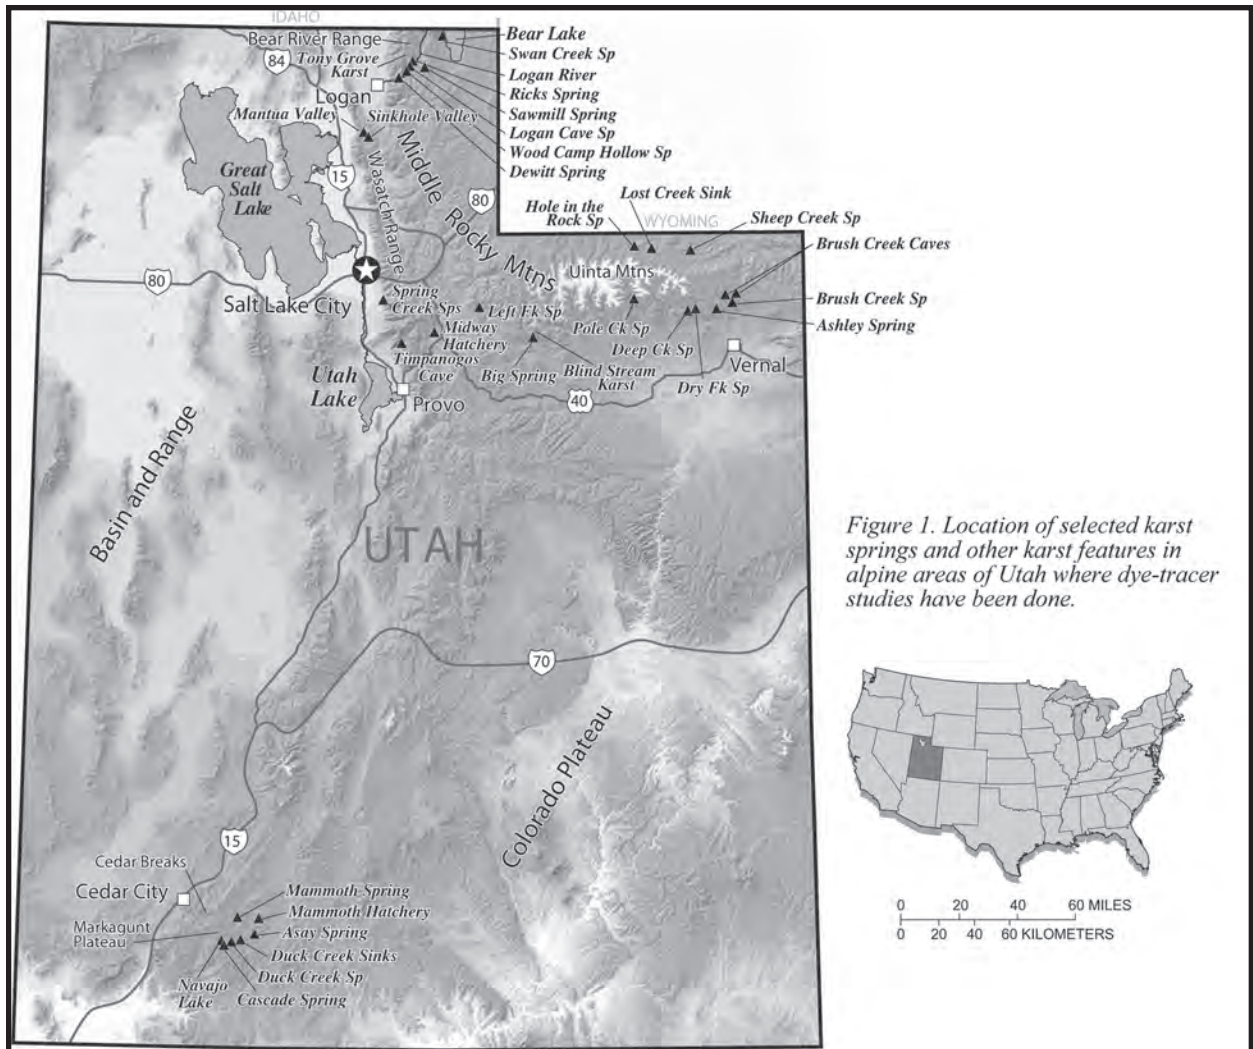 IDAHO
Bear River Range
Bear Lake
84
Tony Grove
Karst
Swan Creek Sp
Logan River
Logan
Ricks Spring
Mantua Valley
Sinkhole Valley
Sawmill Spring
Logan Cave Sp
Wood Camp Hollow Sp
Dewitt Spring
Great
Salt
Lake
15
Wasatch Range
Middle Rocky Mtns
80
Lost Creek Sink
Hole in the
Rock Sp
WYOMING
Sheep Creek Sp
Brush Creek Caves
Uinta Mtns
80
Salt Lake City
Spring
Creek Sps
Left Fk Sp
Pole Ck Sp
Brush Creek Sp
Ashley Spring
Midway
Hatchery
Timpanogos
Cave
Big Spring
Blind Stream
Karst
Deep Ck Sp
Dry Fk Sp
Vernal
Utah
Lake
Provo
40
Basin and Range
UTAH
Figure 1. Location of selected karst
springs and other karst features in
alpine areas of Utah where dye-tracer
studies have been done.
70
Colorado Plateau
15
Cedar Breaks
Cedar City
Mammoth Spring
Mammoth Hatchery
Markagunt
Plateau
Asay Spring
Duck Creek Sinks
Duck Creek Sp
Navajo
Lake
Cascade Spring
0 20 40 60 MILES
0 20 40 60 KILOMETERS